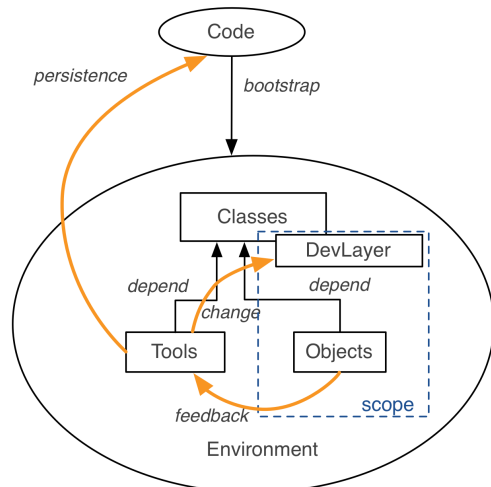 Code
persistence
bootstrap
Classes
DevLayer
depend
depend
change
Tools
Objects
feedback
scope
Environment